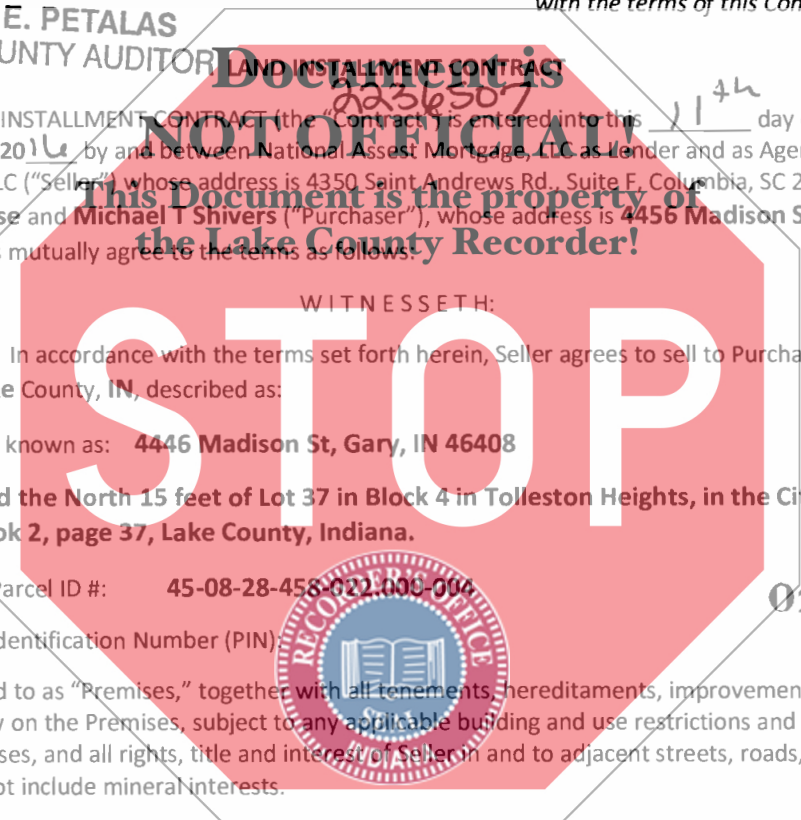 with the terms of this Con
E. PETALAS
UNTY AUDITOR
Document is
LAND INSTALLMENT CONTRACT
2236507
INSTALLMENT CONTRACT (the "Contract") is entered into this 11th day
NOT OFFICIAL!
2016 by and between National Assest Mortgage, LLC as Lender and as Agen
LC ("Seller") whose address is 4350 Saint Andrews Rd., Suite F, Columbia, SC 2
This Document is the property of
se and Michael T Shivers ("Purchaser"), whose address is 4456 Madison S
the Lake County Recorder!
s mutually agree to the terms as follows:
WITNESSETH:
STOP
In accordance with the terms set forth herein, Seller agrees to sell to Purcha
e County, IN, described as:
known as: 4446 Madison St, Gary, IN 46408
d the North 15 feet of Lot 37 in Block 4 in Tolleston Heights, in the Ci
ok 2, page 37, Lake County, Indiana.
Parcel ID #: 45-08-28-458-022.000-004
dentification Number (PIN):
RECORDER'S OFFICE
SEAL
INDIANA
d to as "Premises," together with all tenements, hereditaments, improvemen
y on the Premises, subject to any applicable building and use restrictions and
ses, and all rights, title and interest of Seller in and to adjacent streets, roads,
ot include mineral interests.